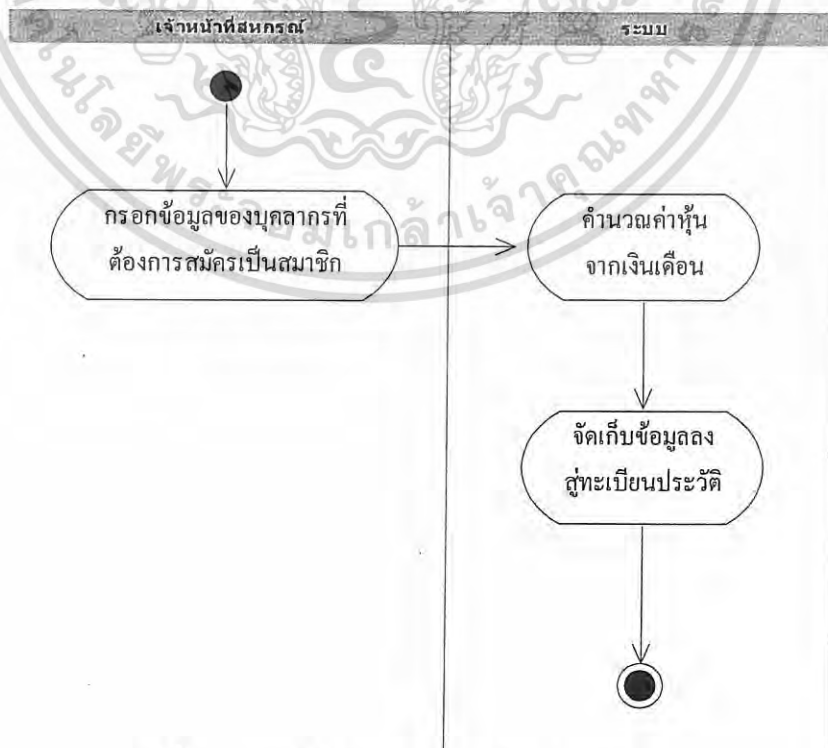 เจ้าหน้าที่สหกรณ์
ระบบ
กรอกข้อมูลของบุคลากรที่
ต้องการสมัครเป็นสมาชิก
คำนวณค่าหุ้น
จากเงินเดือน
จัดเก็บข้อมูลลง
สู่ทะเบียนประวัติ